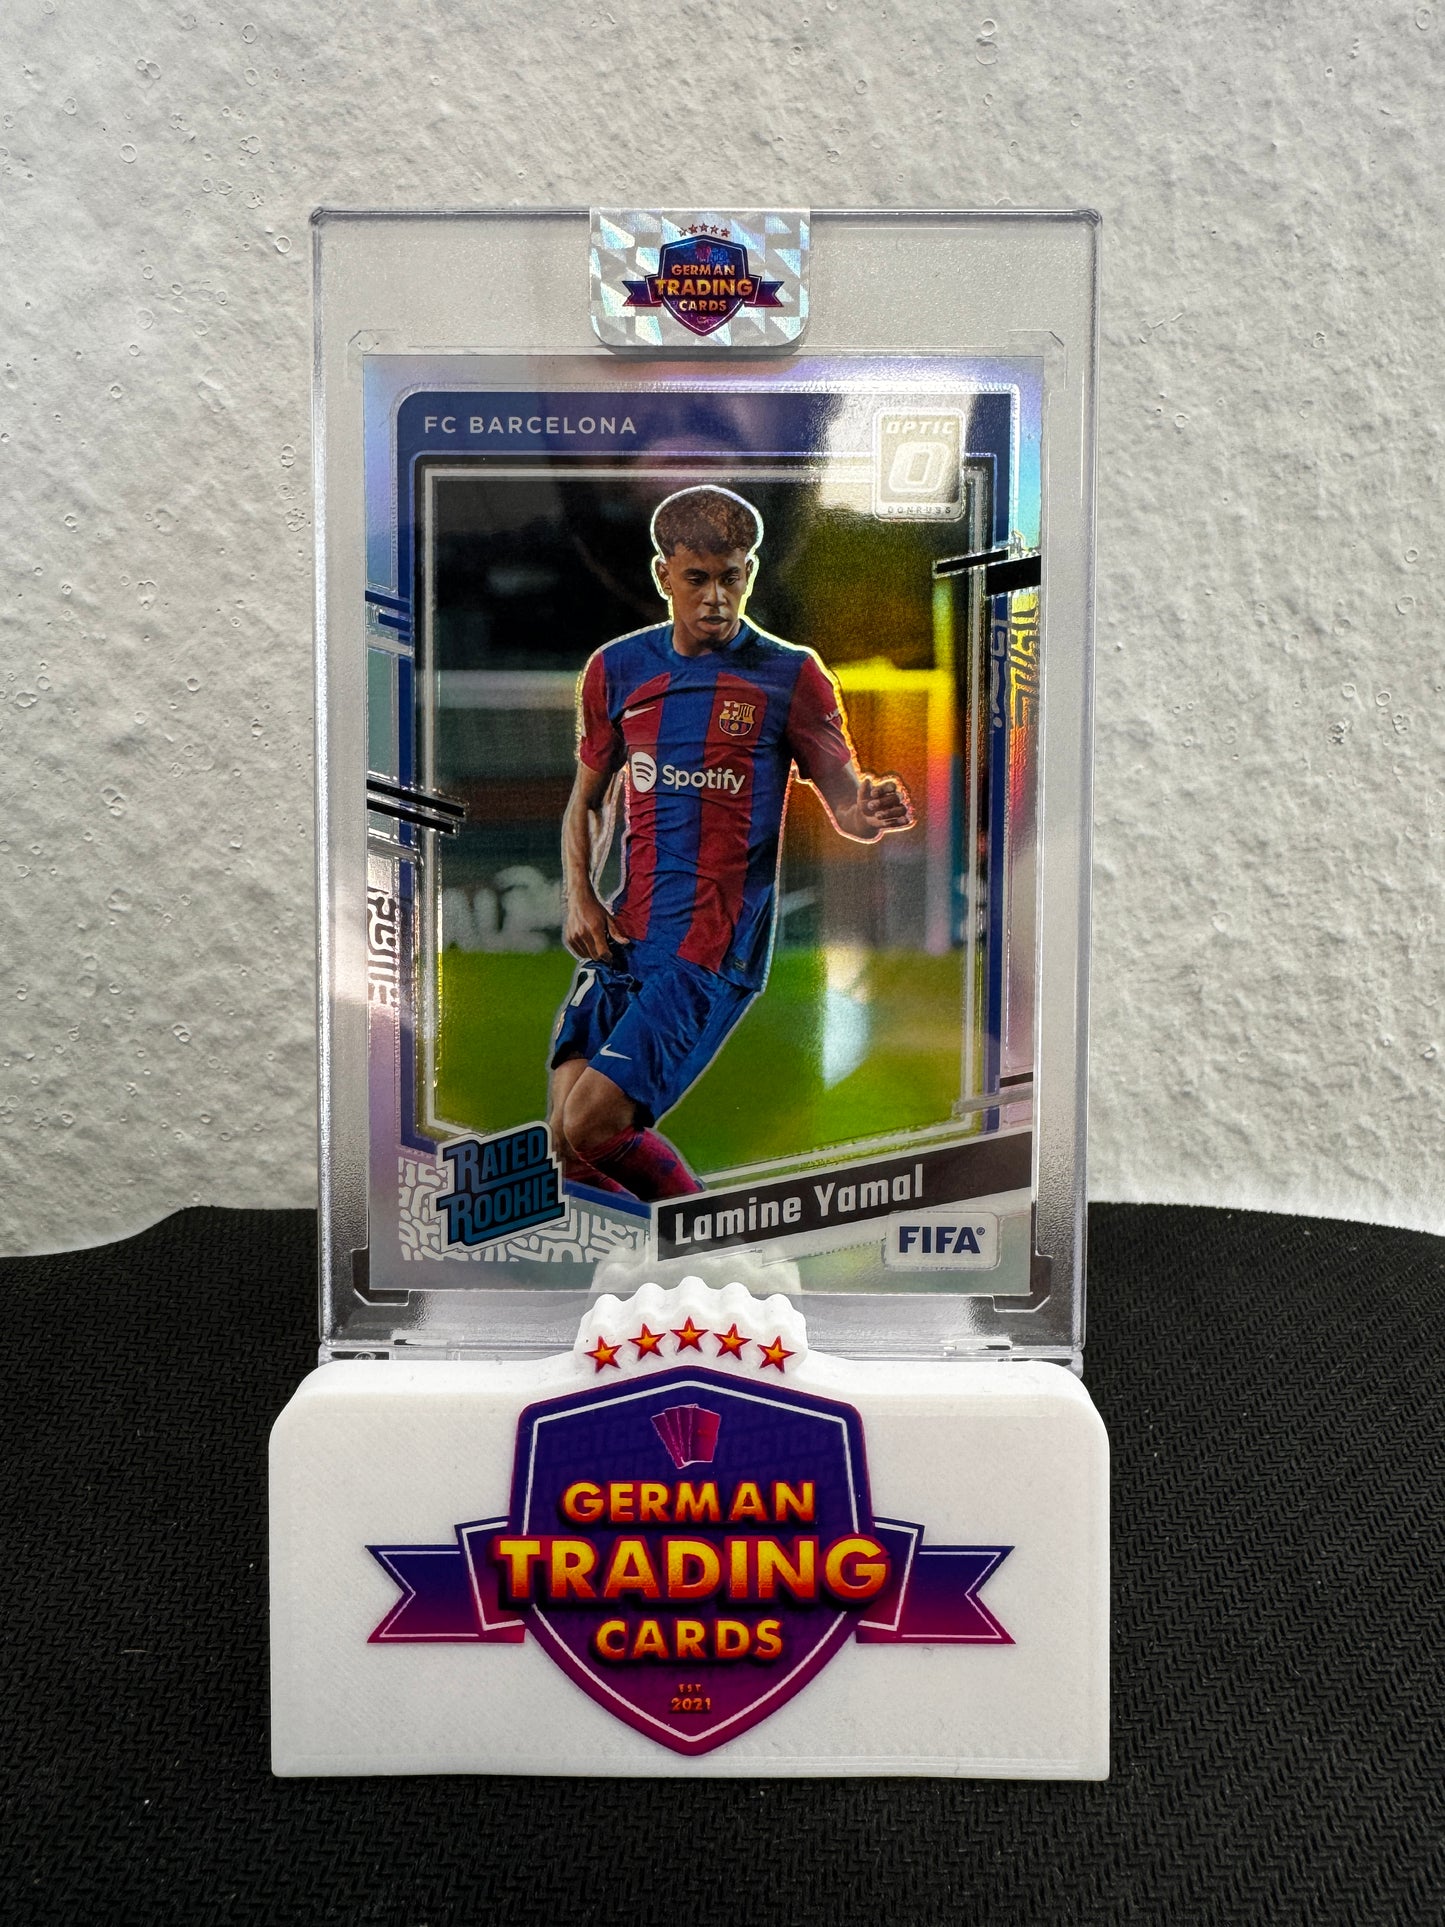 GERMAN
TRADING
CARDS
FC BARCELONA
OPTIC
DONRUSS
Spotify
RATED
ROOKIE
Lamine Yamal
FIFA®
GERMAN
TRADING
CARDS
EST.
2021